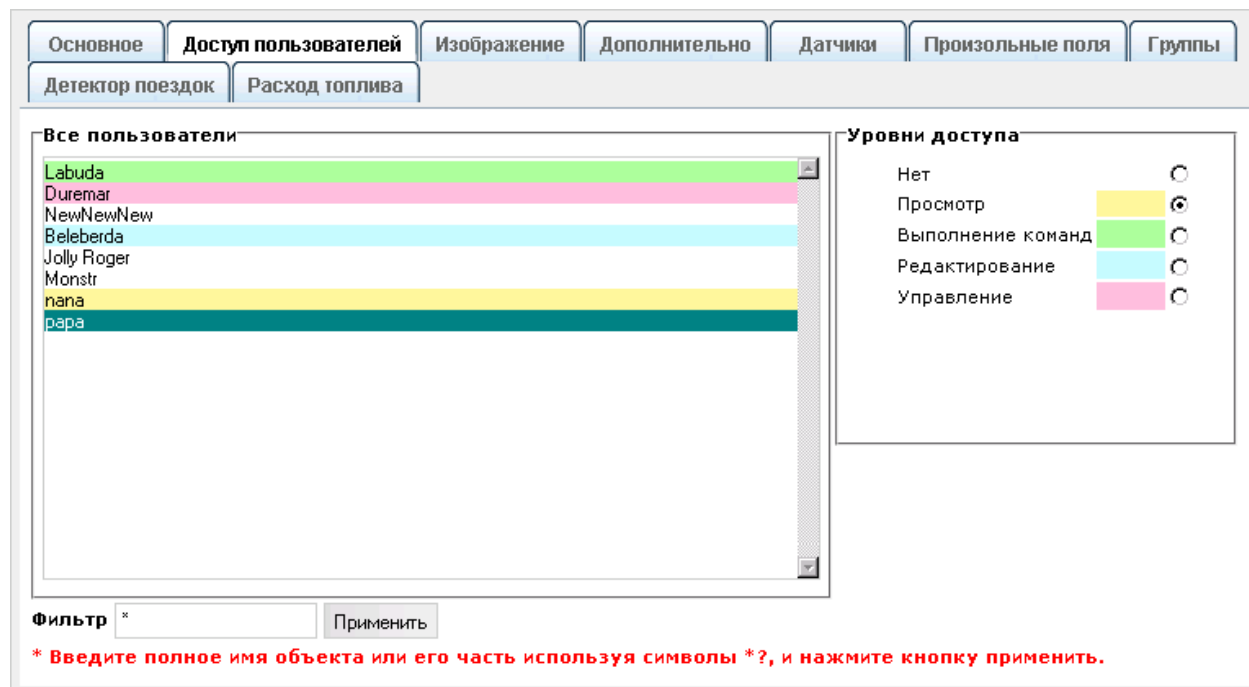 Основное Доступ пользователей Изображение Дополнительно Датчики Произольные поля Группы
Детектор поездок Расход топлива
Все пользователи
Labuda
Duremar
NewNewNew
Beleberda
Jolly Roger
Monstr
nana
papa
Уровни доступа
Нет
Просмотр
Выполнение команд
Редактирование
Управление
Фильтр * Применить
* Введите полное имя объекта или его часть используя символы *?, и нажмите кнопку применить.